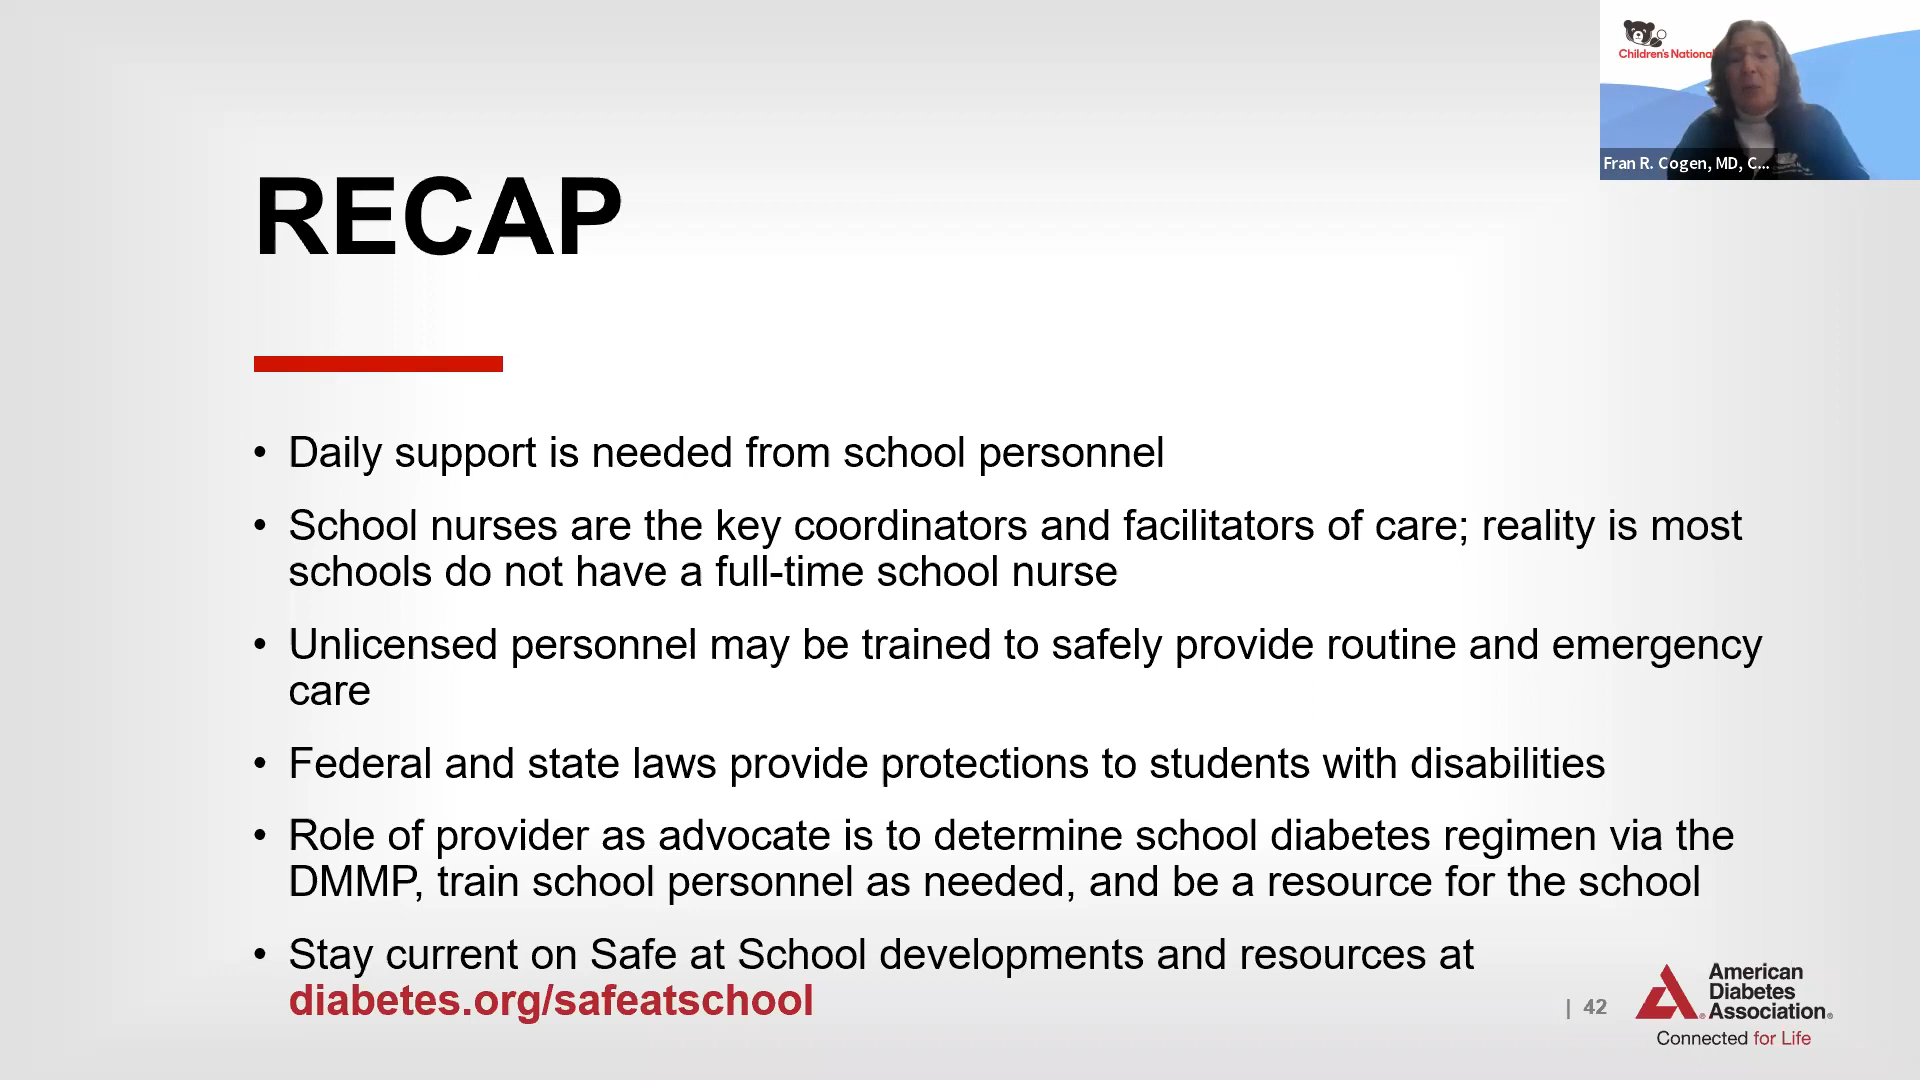 Children's National
Fran R. Cogen, MD, C...
RECAP
• Daily support is needed from school personnel
• School nurses are the key coordinators and facilitators of care; reality is most
schools do not have a full-time school nurse
• Unlicensed personnel may be trained to safely provide routine and emergency
care
• Federal and state laws provide protections to students with disabilities
• Role of provider as advocate is to determine school diabetes regimen via the
DMMP, train school personnel as needed, and be a resource for the school
• Stay current on Safe at School developments and resources at
diabetes.org/safeatschool
| 42
American
Diabetes
Association®
Connected for Life